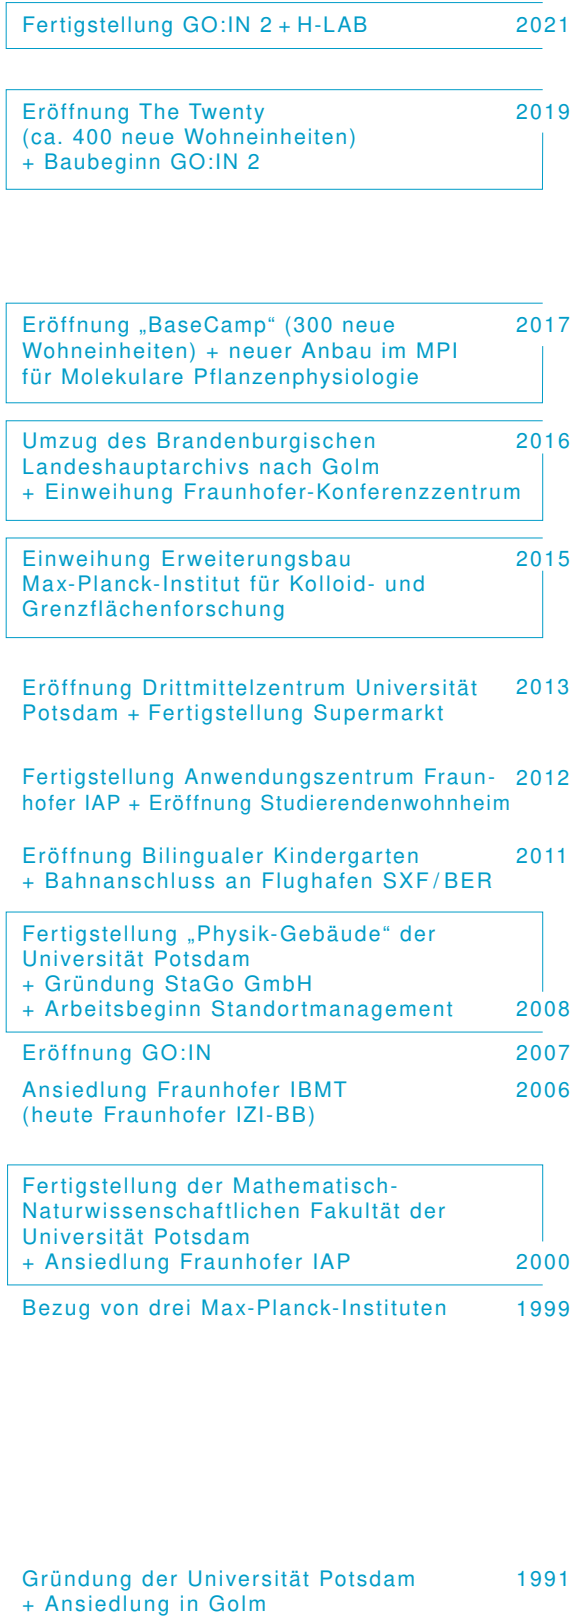 Fertigstellung GO:IN 2 + H-LAB 2021
Eröffnung The Twenty 2019
(ca. 400 neue Wohneinheiten)
+ Baubeginn GO:IN 2
Eröffnung „BaseCamp“ (300 neue 2017
Wohneinheiten) + neuer Anbau im MPI
für Molekulare Pflanzenphysiologie
Umzug des Brandenburgischen 2016
Landeshauptarchivs nach Golm
+ Einweihung Fraunhofer-Konferenzzentrum
Einweihung Erweiterungsbau 2015
Max-Planck-Institut für Kolloid- und
Grenzflächenforschung
Eröffnung Drittmittelzentrum Universität 2013
Potsdam + Fertigstellung Supermarkt
Fertigstellung Anwendungszentrum Fraun- 2012
hofer IAP + Eröffnung Studierendenwohnheim
Eröffnung Bilingualer Kindergarten 2011
+ Bahnanschluss an Flughafen SXF/BER
Fertigstellung „Physik-Gebäude“ der
Universität Potsdam
+ Gründung StaGo GmbH
+ Arbeitsbeginn Standortmanagement 2008
Eröffnung GO:IN 2007
Ansiedlung Fraunhofer IBMT 2006
(heute Fraunhofer IZI-BB)
Fertigstellung der Mathematisch-
Naturwissenschaftlichen Fakultät der
Universität Potsdam
+ Ansiedlung Fraunhofer IAP 2000
Bezug von drei Max-Planck-Instituten 1999
Gründung der Universität Potsdam 1991
+ Ansiedlung in Golm